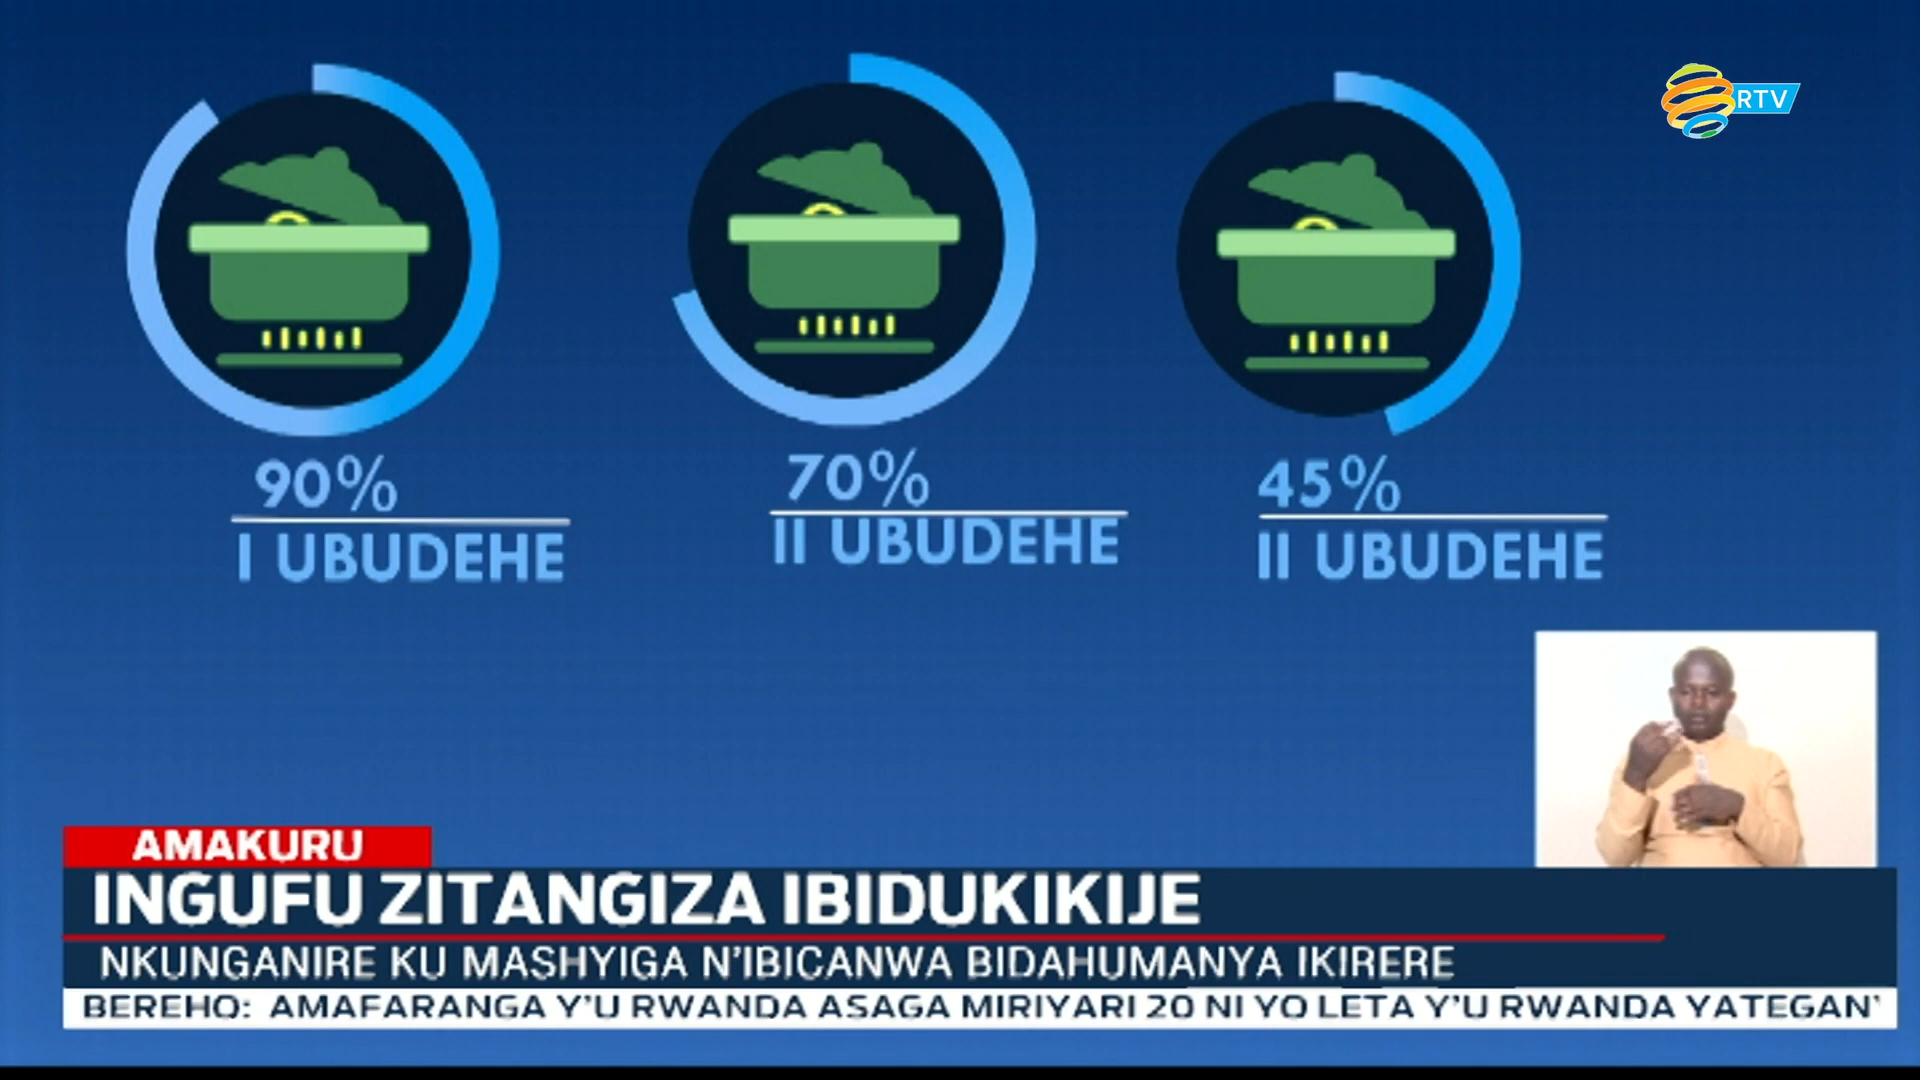 RTV
90%
I UBUDEHE
70%
II UBUDEHE
45%
II UBUDEHE
AMAKURU
INGUFU ZITANGIZA IBIDUKIKIJE
NKUNGANIRE KU MASHYIGA N'IBICANWA BIDAHUMANYA IKIRERE
BEREHO: AMAFARANGA Y'U RWANDA ASAGA MIRIYARI 20 NI YO LETA Y'U RWANDA YATEGAN'